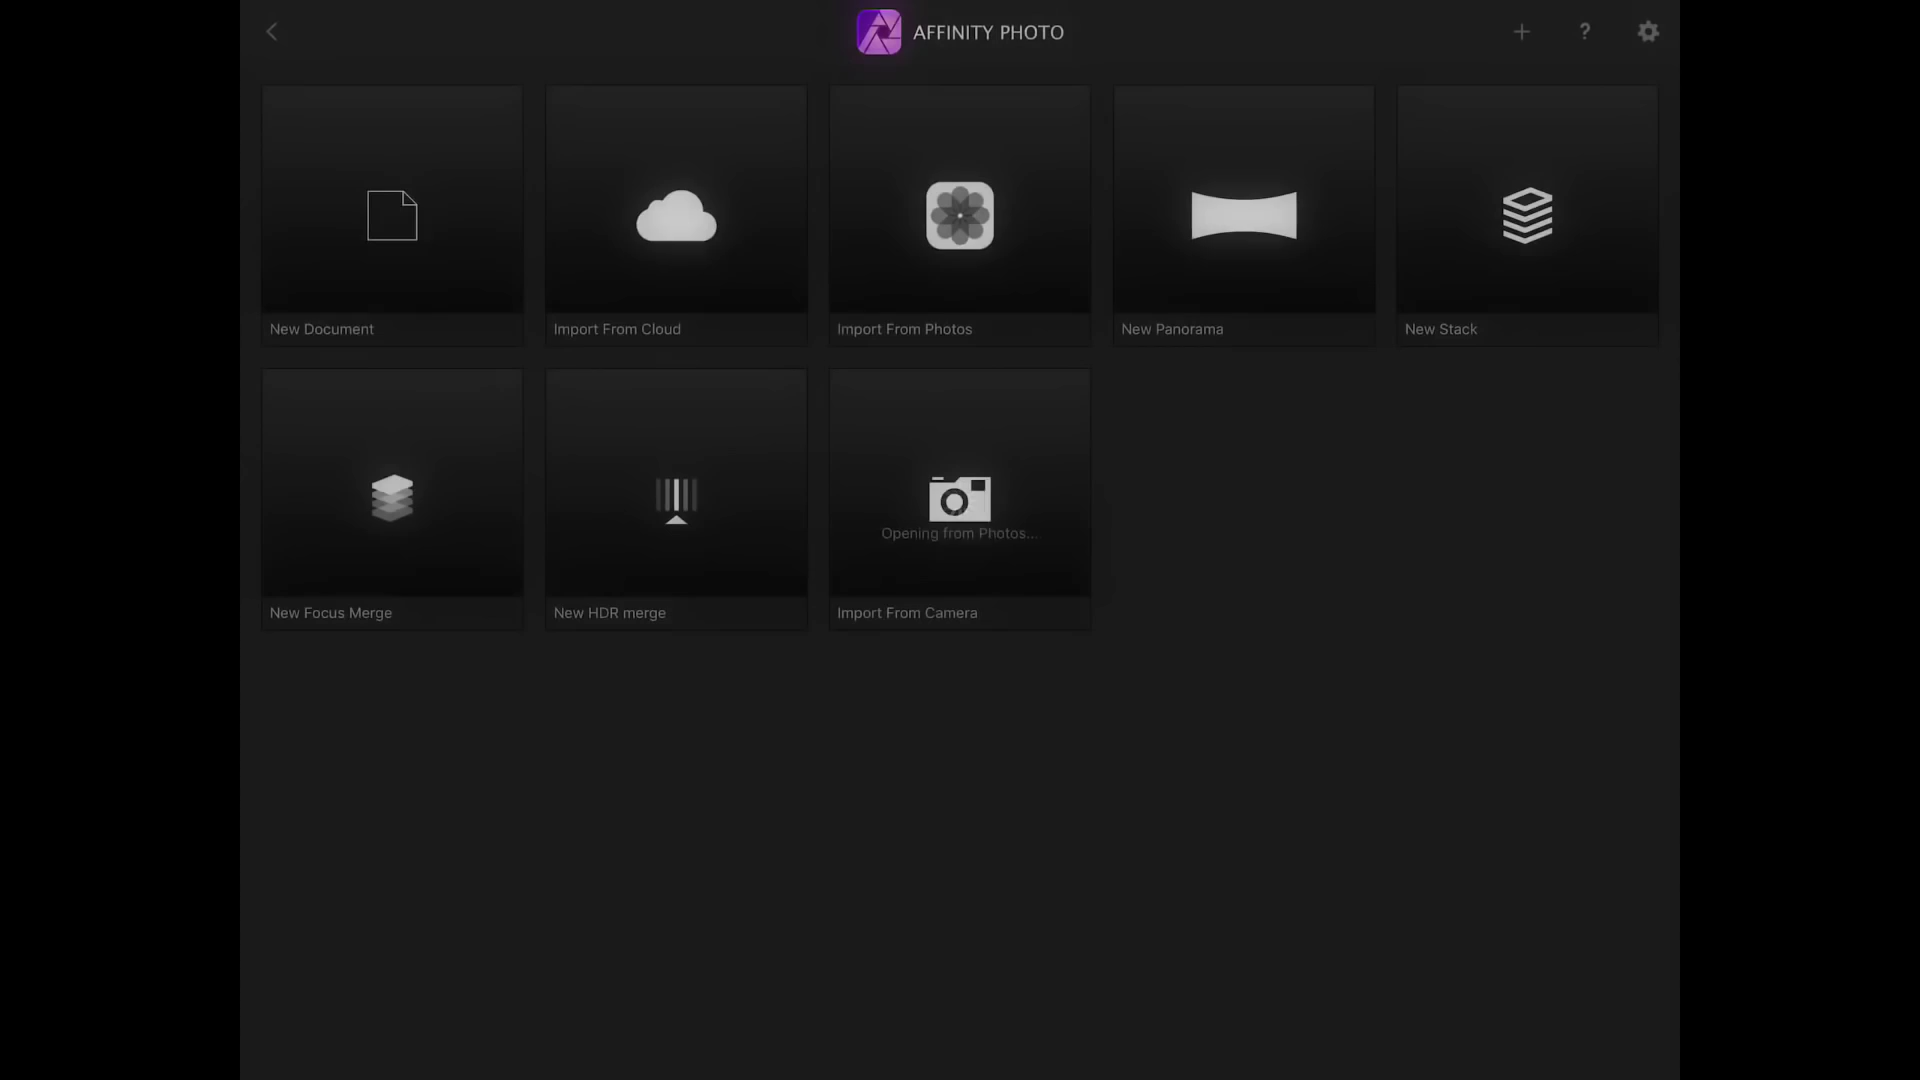 AFFINITY PHOTO
?
New Document
Import From Cloud
Import From Photos
New Panorama
New Stack
Opening from Photos...
New Focus Merge
New HDR merge
Import From Camera